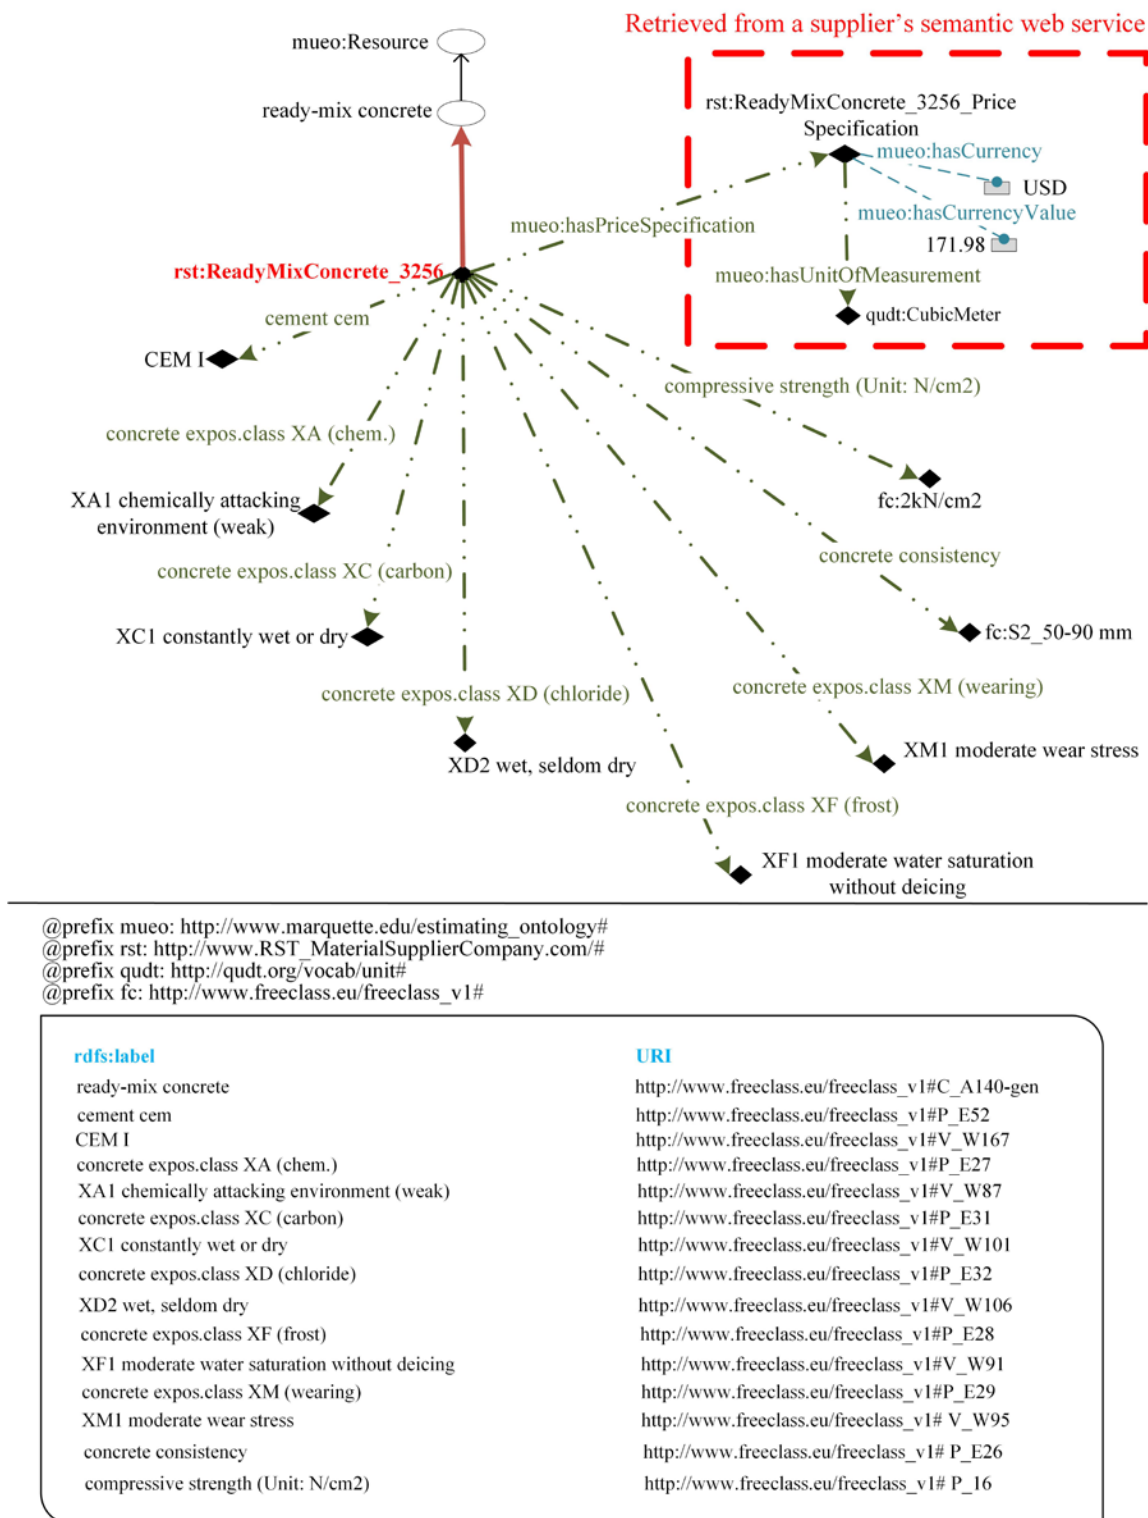 Retrieved from a supplier's semantic web service
mueo:Resource
ready-mix concrete
rst:ReadyMixConcrete_3256_Price
Specification
mueo:hasCurrency
USD
mueo:hasCurrencyValue
171.98
mueo:hasPriceSpecification
mueo:hasUnitOfMeasurement
qudt:CubicMeter
rst:ReadyMixConcrete_3256
cement cem
CEM I
compressive strength (Unit: N/cm2)
concrete expos.class XA (chem.)
XA1 chemically attacking
environment (weak)
fc:2kN/cm2
concrete consistency
concrete expos.class XC (carbon)
XC1 constantly wet or dry
fc:S2_50-90 mm
concrete expos.class XD (chloride)
concrete expos.class XM (wearing)
XD2 wet, seldom dry
XM1 moderate wear stress
concrete expos.class XF (frost)
XF1 moderate water saturation
without deicing
@prefix mueo: http://www.marquette.edu/estimating_ontology#
@prefix rst: http://www.RST_MaterialSupplierCompany.com/#
@prefix qudt: http://qudt.org/vocab/unit#
@prefix fc: http://www.freeclass.eu/freeclass_v1#
rdfs:label URI
ready-mix concrete http://www.freeclass.eu/freeclass_v1#C_A140-gen
cement cem http://www.freeclass.eu/freeclass_v1#P_E52
CEM I http://www.freeclass.eu/freeclass_v1#V_W167
concrete expos.class XA (chem.) http://www.freeclass.eu/freeclass_v1#P_E27
XA1 chemically attacking environment (weak) http://www.freeclass.eu/freeclass_v1#V_W87
concrete expos.class XC (carbon) http://www.freeclass.eu/freeclass_v1#P_E31
XC1 constantly wet or dry http://www.freeclass.eu/freeclass_v1#V_W101
concrete expos.class XD (chloride) http://www.freeclass.eu/freeclass_v1#P_E32
XD2 wet, seldom dry http://www.freeclass.eu/freeclass_v1#V_W106
concrete expos.class XF (frost) http://www.freeclass.eu/freeclass_v1#P_E28
XF1 moderate water saturation without deicing http://www.freeclass.eu/freeclass_v1#V_W91
concrete expos.class XM (wearing) http://www.freeclass.eu/freeclass_v1#P_E29
XM1 moderate wear stress http://www.freeclass.eu/freeclass_v1# V_W95
concrete consistency http://www.freeclass.eu/freeclass_v1# P_E26
compressive strength (Unit: N/cm2) http://www.freeclass.eu/freeclass_v1# P_16